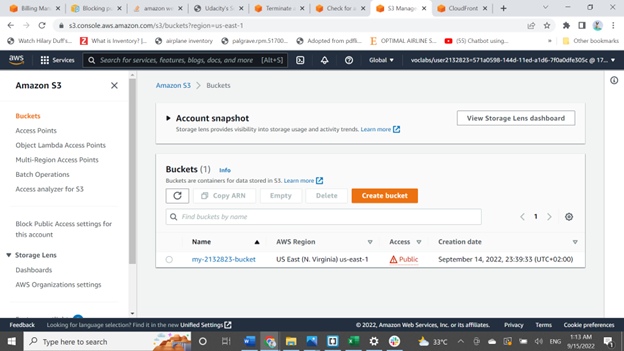 Billing Man
Blocking po
amazon we
Udacity's S
Terminate a
Check for a
S3 Manage
CloudFront
s3.console.aws.amazon.com/s3/buckets?region=us-east-1
Watch Hilary Duff's...
What is Inventory? |...
airplane inventory
palgrave.rpm.51700...
Adopted from pdfli...
OPTIMAL AIRLINE S...
(55) Chatbot using...
»
Other bookmarks
aws
Services
Search for services, features, blogs, docs, and more
[Alt+S]
Global
voclabs/user2132823=571a0598-144d-11ed-a1d6-7f0a0dfe305c @ 17...
Amazon S3
Buckets
Access Points
Object Lambda Access Points
Multi-Region Access Points
Batch Operations
Access analyzer for S3
Block Public Access settings for
this account
Storage Lens
Dashboards
AWS Organizations settings
Amazon S3 > Buckets
Account snapshot
Storage lens provides visibility into storage usage and activity trends. Learn more
View Storage Lens dashboard
Buckets (1) Info
Buckets are containers for data stored in S3. Learn more
Copy ARN
Empty
Delete
Create bucket
Find buckets by name
1
Name
AWS Region
Access
Creation date
my-2132823-bucket
US East (N. Virginia) us-east-1
Public
September 14, 2022, 23:39:33 (UTC+02:00)
Feedback
Looking for language selection? Find it in the new Unified Settings
© 2022, Amazon Web Services, Inc. or its affiliates.
Privacy
Terms
Cookie preferences
Type here to search
33°C
ENG
1:13 AM
9/15/2022